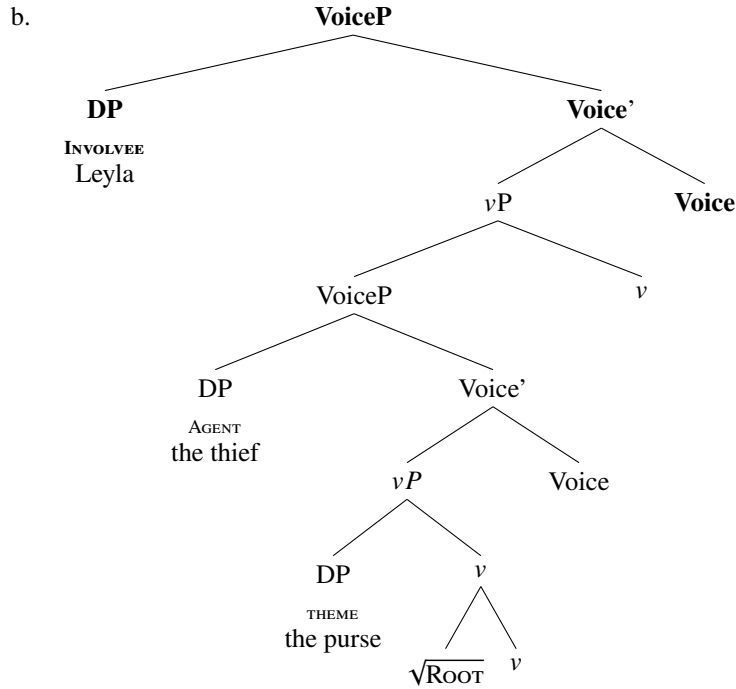 b. VoiceP
DP Voice’
INVOLVEE
Leyla
vP Voice
VoiceP v
DP Voice’
AGENT
the thief
vP Voice
DP v
THEME
the purse
√ROOT v